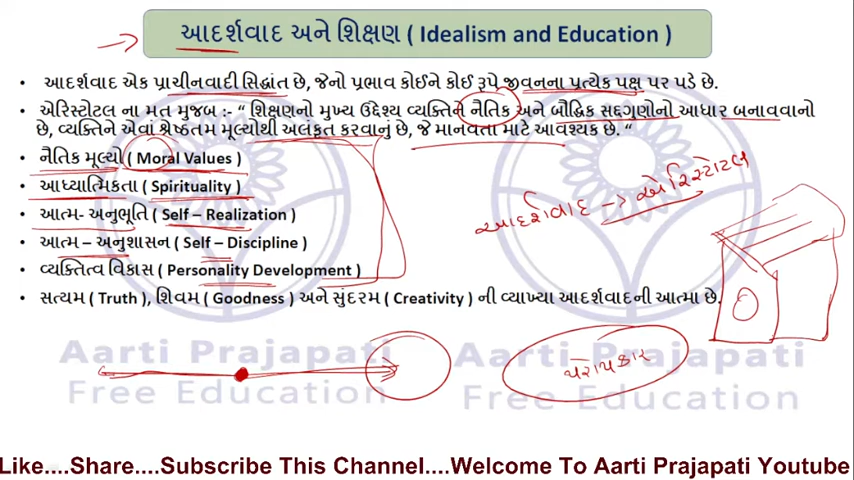 આદર્શવાદ અને શિક્ષણ ( Idealism and Education )
• આદર્શવાદ એક પ્રાચીનવાદી સિદ્ધાંત છે, જેનો પ્રભાવ કોઈને કોઈ રૂપે જીવનના પ્રત્યેક પક્ષ પર પડે છે.
• એરિસ્ટોટલ ના મત મુજબ :- “ શિક્ષણનો મુખ્ય ઉદ્દેશ્ય વ્યક્તિને નૈતિક અને બૌદ્ધિક સદ્દગુણોનો આધાર બનાવવાનો
છે, વ્યક્તિને એવાં શ્રેષ્ઠતમ મૂલ્યોથી અલંકૃત કરવાનું છે, જે માનવતા માટે આવશ્યક છે. “
• નૈતિક મૂલ્યો ( Moral Values )
• આધ્યાત્મિકતા ( Spirituality )
• આત્મ- અનુભૂતિ ( Self – Realization )
• આત્મ – અનુશાસન ( Self – Discipline )
• વ્યક્તિત્વ વિકાસ ( Personality Development )
• સત્યમ ( Truth ), શિવમ ( Goodness ) અને સુંદરમ ( Creativity ) ની વ્યાખ્યા આદર્શવાદની આત્મા છે.
આદર્શવાદ → એરિસ્ટોટલ
પરોપકાર
Aarti Prajapati Aarti Prajapati
Free Education Free Education
Like....Share....Subscribe This Channel....Welcome To Aarti Prajapati Youtube